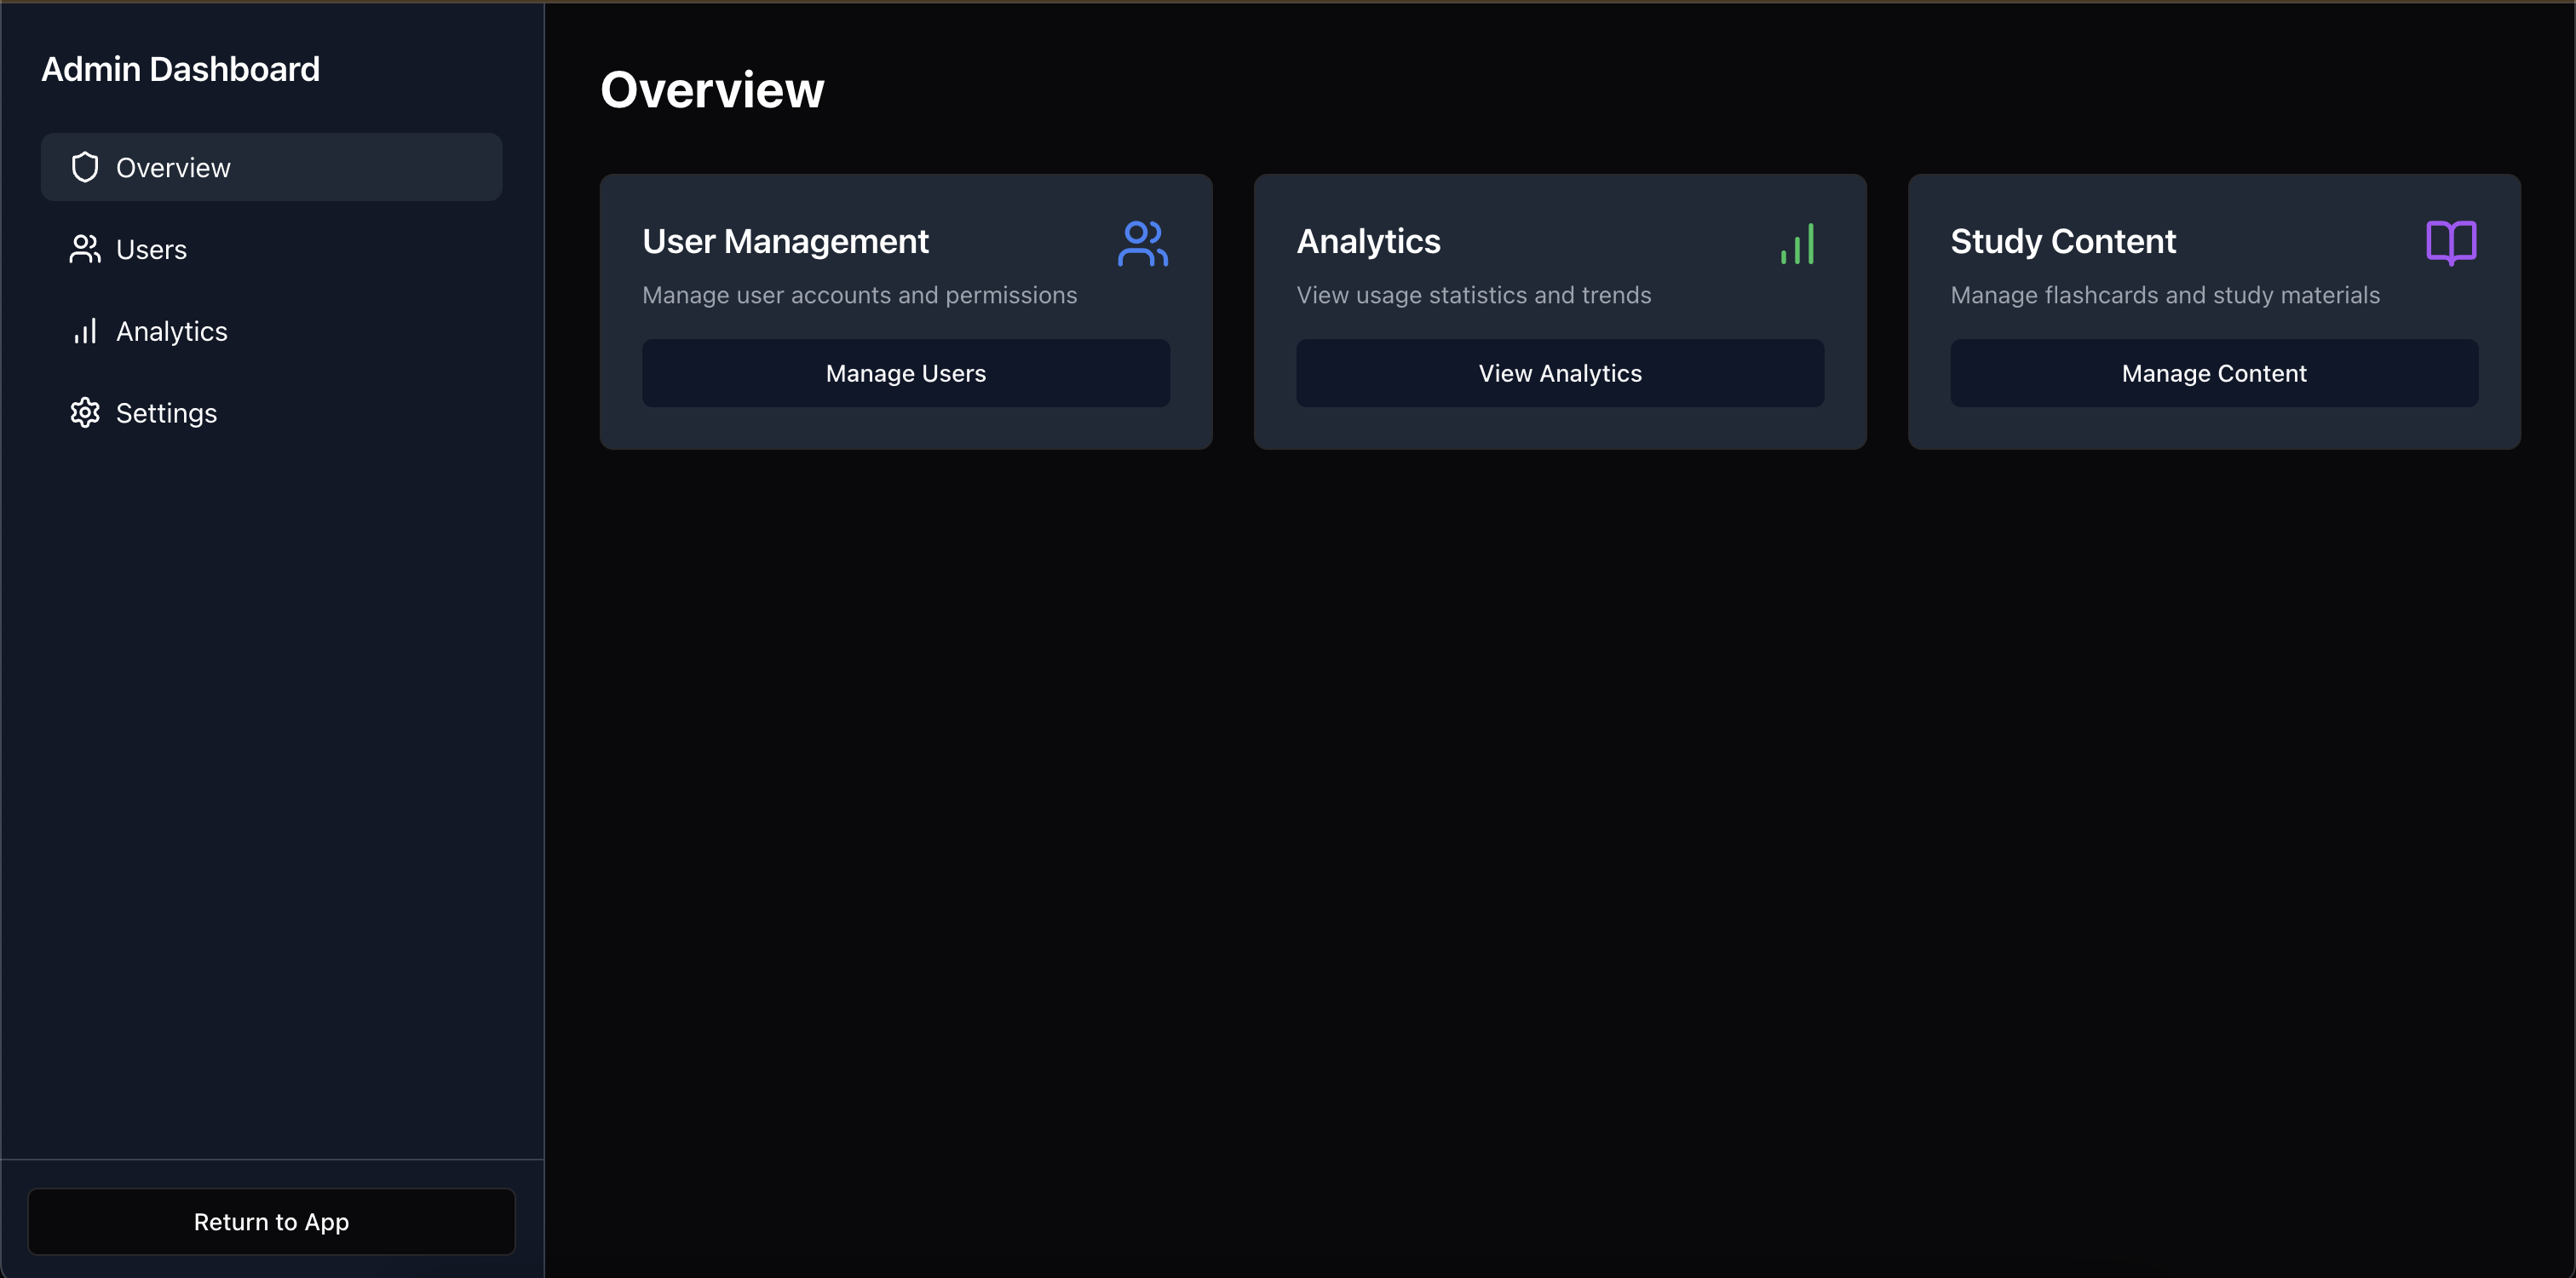 Admin Dashboard
Overview
Users
Analytics
Settings
Return to App
Overview
User Management
Manage user accounts and permissions
Manage Users
Analytics
View usage statistics and trends
View Analytics
Study Content
Manage flashcards and study materials
Manage Content